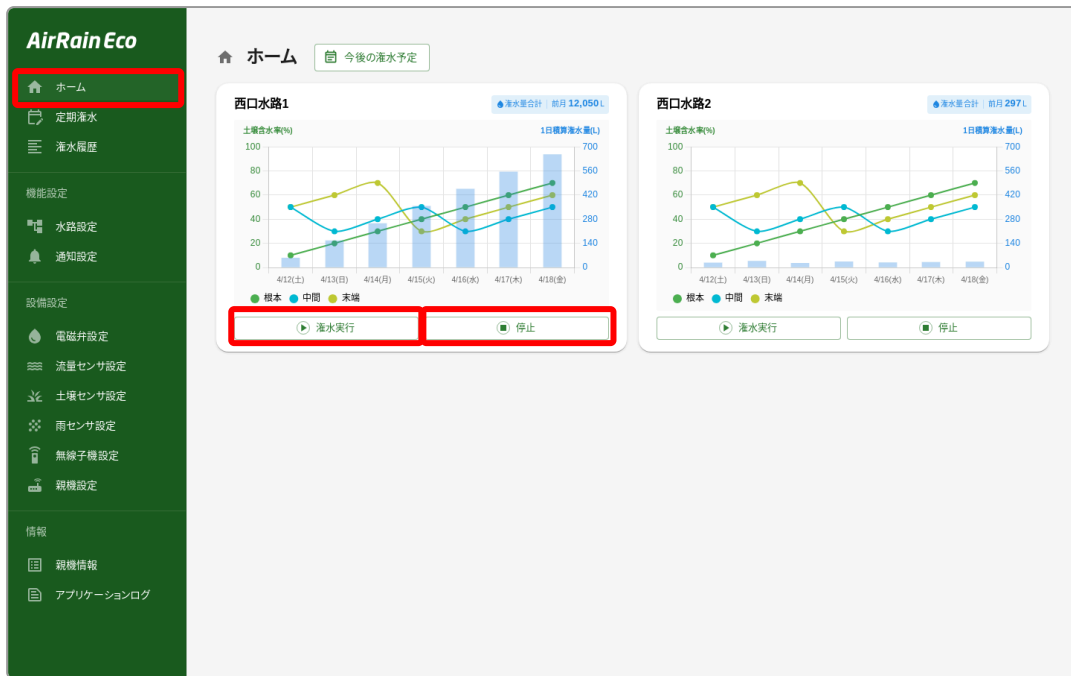 AirRain Eco
ホーム
定期潅水
潅水履歴
機能設定
水路設定
通知設定
設備設定
電磁弁設定
流量センサ設定
土壌センサ設定
雨センサ設定
無線子機設定
親機設定
情報
親機情報
アプリケーションログ
ホーム 今後の潅水予定
西口水路1 潅水量合計 | 前月 12,050 L
土壌含水率(%) 1日積算潅水量(L)
100 700
80 560
60 420
40 280
20 140
0 0
4/12(土) 4/13(日) 4/14(月) 4/15(火) 4/16(水) 4/17(木) 4/18(金)
根本 中間 末端
潅水実行 停止
西口水路2 潅水量合計 | 前月 297 L
土壌含水率(%) 1日積算潅水量(L)
100 700
80 560
60 420
40 280
20 140
0 0
4/12(土) 4/13(日) 4/14(月) 4/15(火) 4/16(水) 4/17(木) 4/18(金)
根本 中間 末端
潅水実行 停止